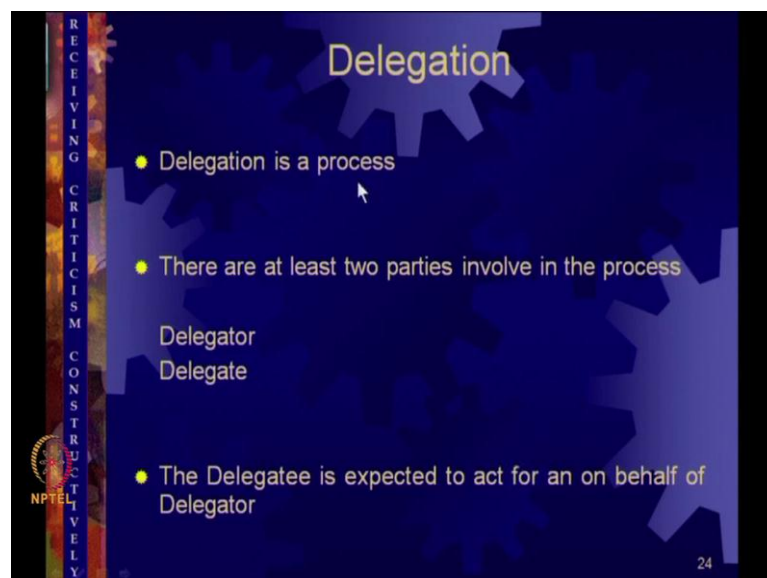 RECEIVING CRITICISM CONSTRUCTIVELY
Delegation
Delegation is a process
There are at least two parties involve in the process
Delegator
Delegate
The Delegatee is expected to act for an on behalf of
Delegator
NPTEL
24